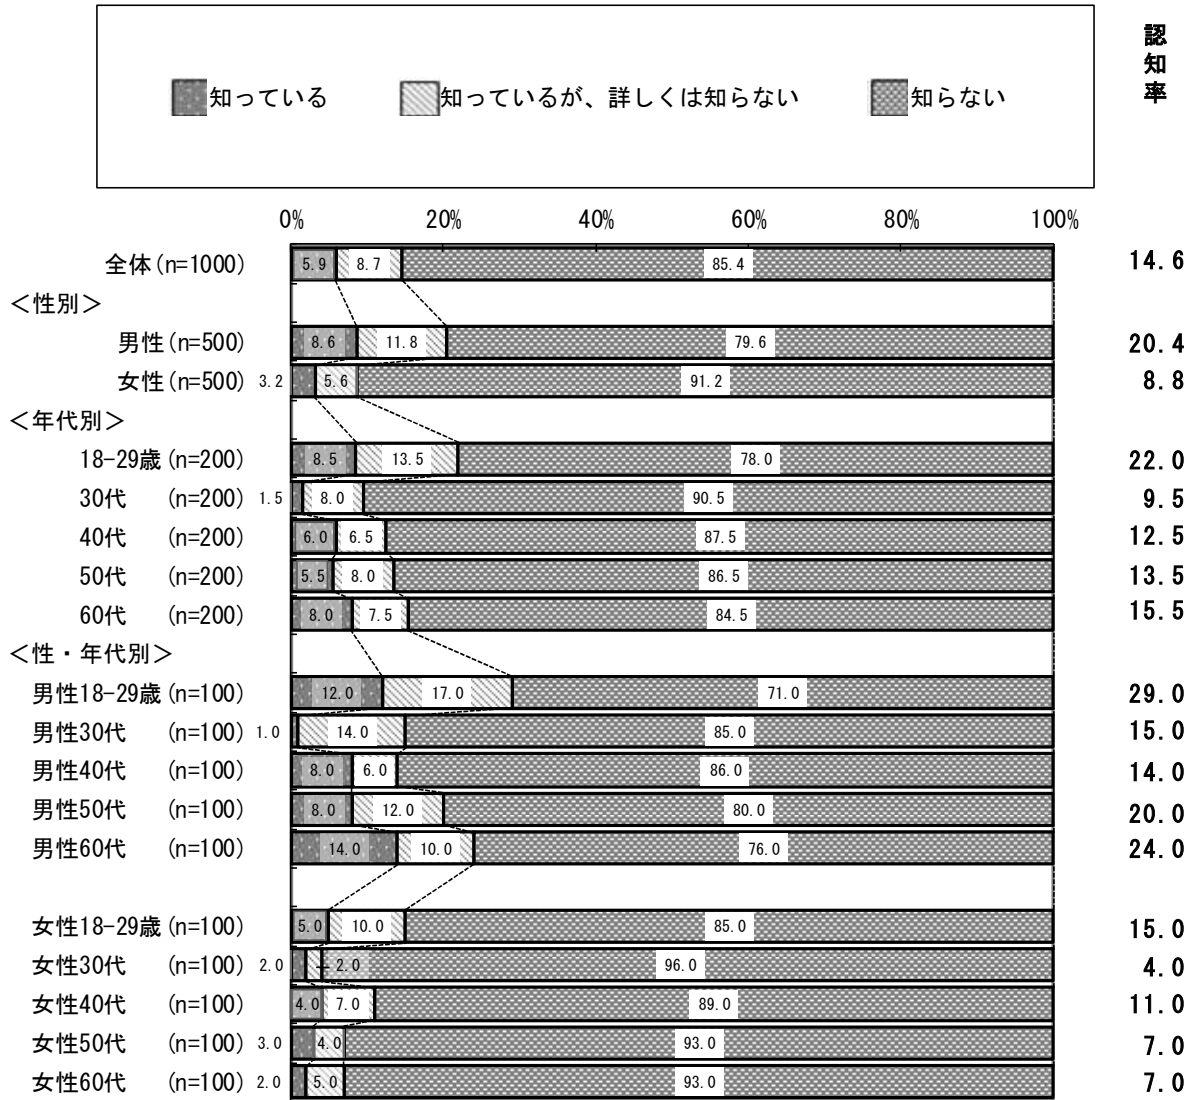 認知率
知っている 知っているが、詳しくは知らない 知らない
0% 20% 40% 60% 80% 100%
全体(n=1000) 5.9 8.7 85.4 14.6
＜性別＞
男性(n=500) 8.6 11.8 79.6 20.4
女性(n=500) 3.2 5.6 91.2 8.8
＜年代別＞
18-29歳(n=200) 8.5 13.5 78.0 22.0
30代 (n=200) 1.5 8.0 90.5 9.5
40代 (n=200) 6.0 6.5 87.5 12.5
50代 (n=200) 5.5 8.0 86.5 13.5
60代 (n=200) 8.0 7.5 84.5 15.5
＜性・年代別＞
男性18-29歳(n=100) 12.0 17.0 71.0 29.0
男性30代 (n=100) 1.0 14.0 85.0 15.0
男性40代 (n=100) 8.0 6.0 86.0 14.0
男性50代 (n=100) 8.0 12.0 80.0 20.0
男性60代 (n=100) 14.0 10.0 76.0 24.0
女性18-29歳(n=100) 5.0 10.0 85.0 15.0
女性30代 (n=100) 2.0 2.0 96.0 4.0
女性40代 (n=100) 4.0 7.0 89.0 11.0
女性50代 (n=100) 3.0 4.0 93.0 7.0
女性60代 (n=100) 2.0 5.0 93.0 7.0